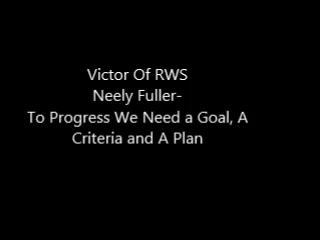 Victor Of RWS
Neely Fuller-
To Progress We Need a Goal, A
Criteria and A Plan